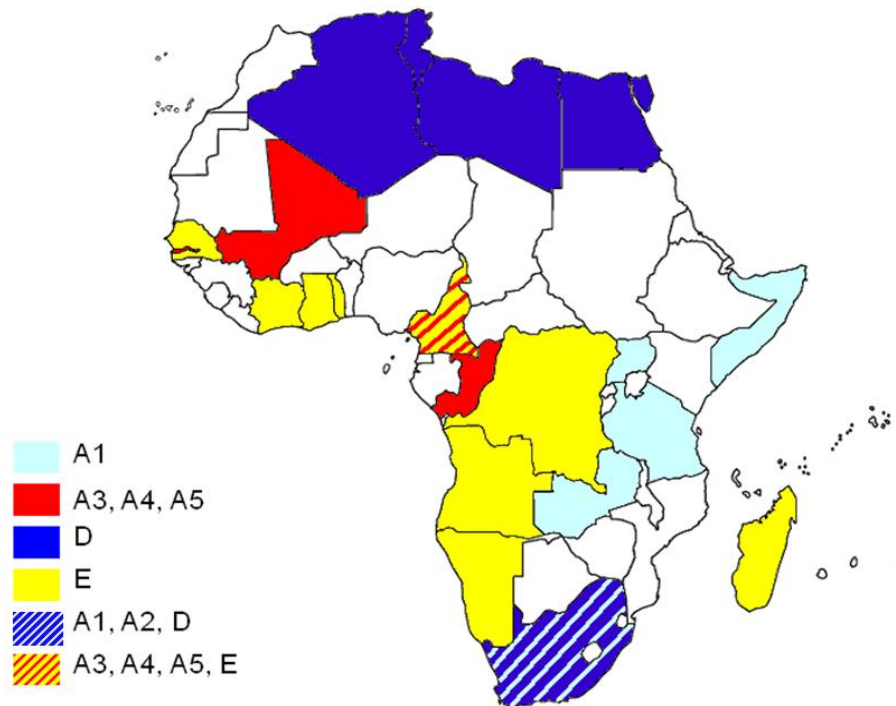 A1
A3, A4, A5
D
E
A1, A2, D
A3, A4, A5, E